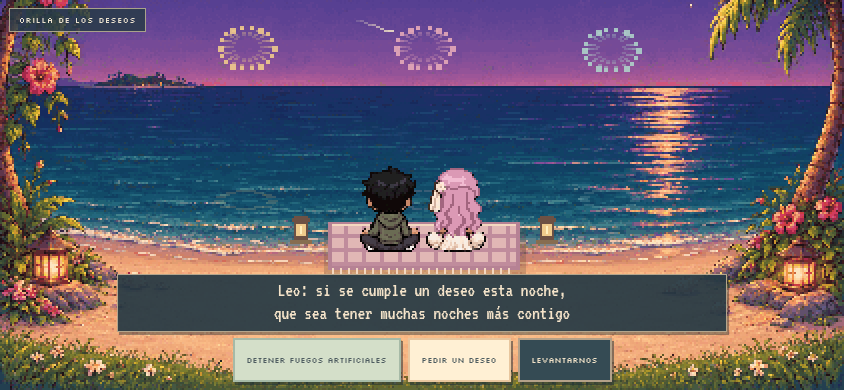 ORILLA DE LOS DESEOS
Leo: si se cumple un deseo esta noche,
que sea tener muchas noches más contigo
DETENER FUEGOS ARTIFICIALES
PEDIR UN DESEO
LEVANTARNOS